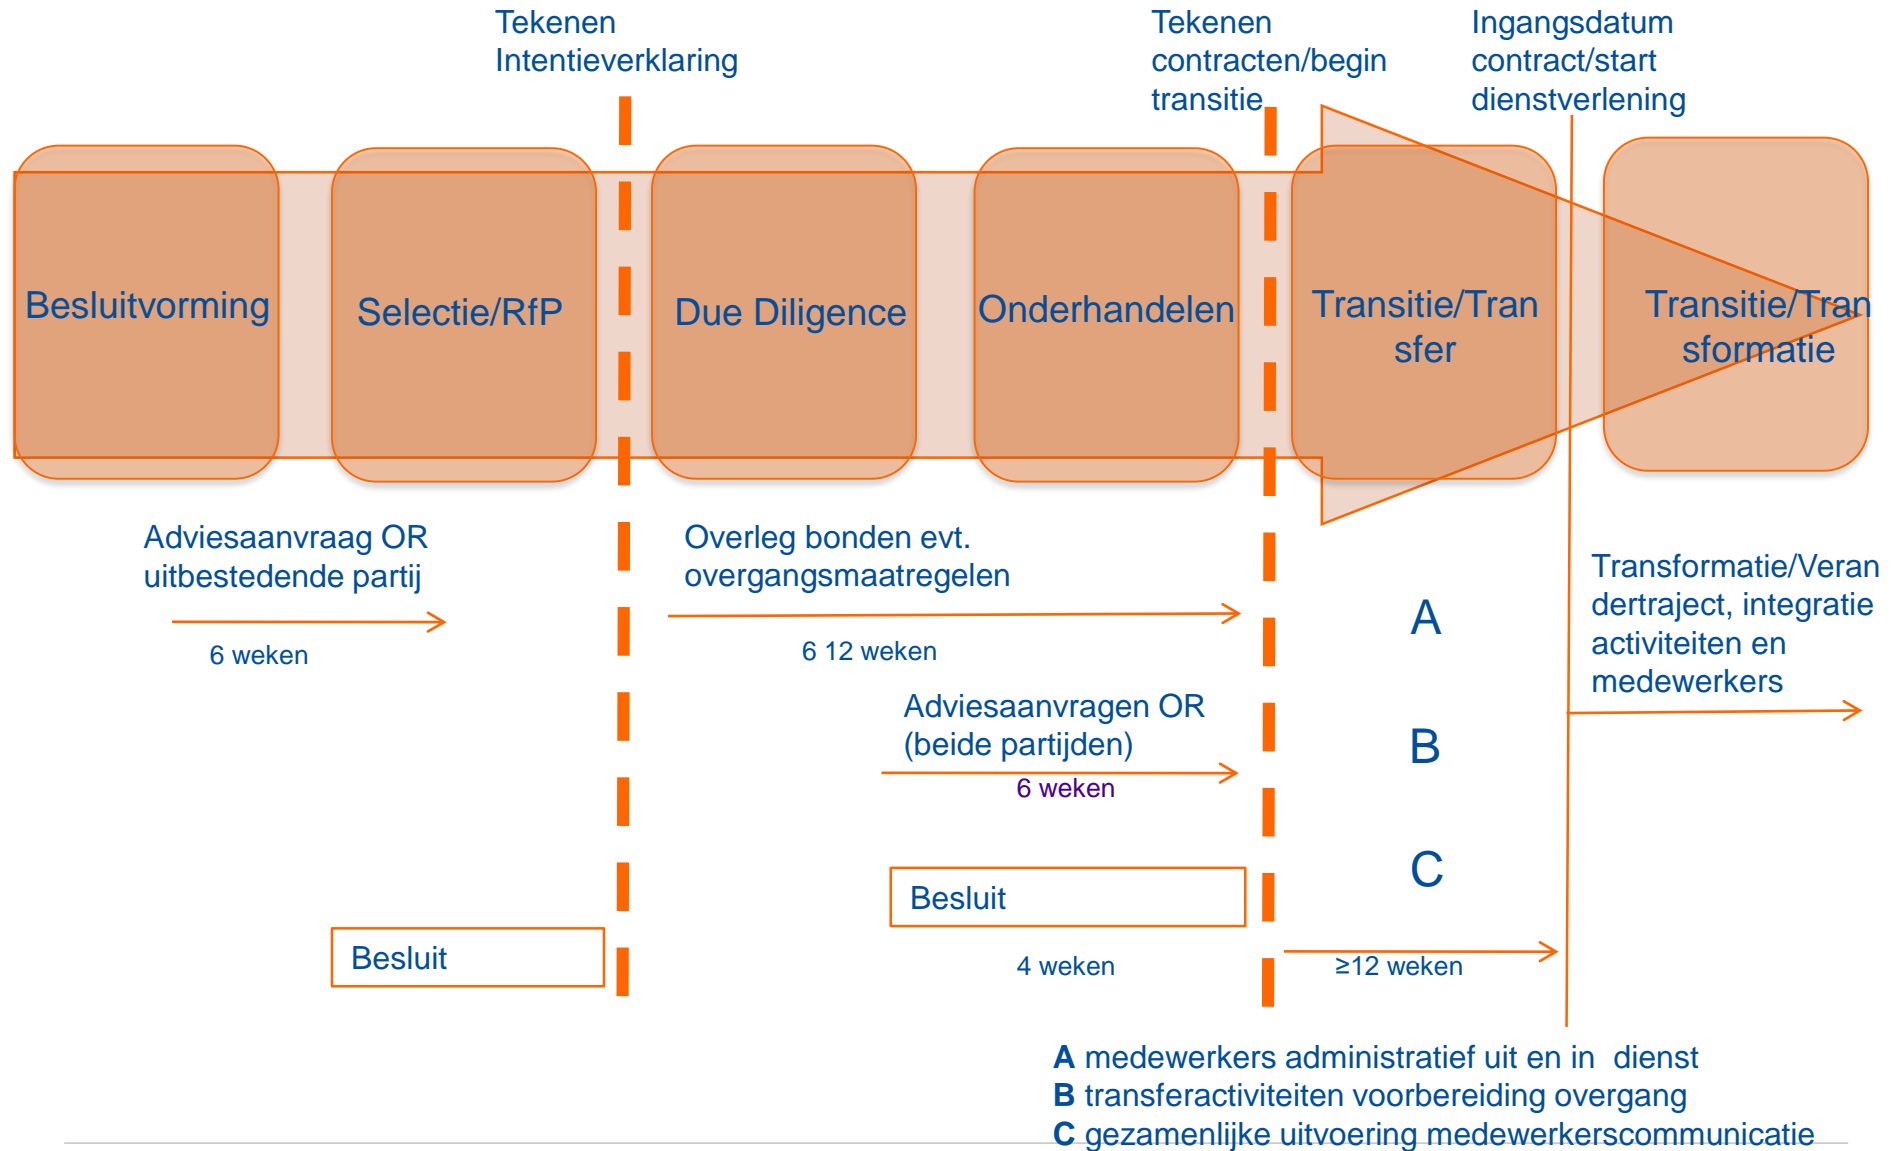 Tekenen
Intentieverklaring
Tekenen
contracten/begin
transitie
Ingangsdatum
contract/start
dienstverlening
Besluitvorming
Selectie/RfP
Due Diligence
Onderhandelen
Transitie/Tran
sfer
Transitie/Tran
sformatie
Adviesaanvraag OR
uitbestedende partij
6 weken
Overleg bonden evt.
overgangsmaatregelen
6 12 weken
Adviesaanvragen OR
(beide partijden)
6 weken
A
B
C
Transformatie/Veran
dertraject, integratie
activiteiten en
medewerkers
Besluit
Besluit
4 weken
≥12 weken
A medewerkers administratief uit en in  dienst
B transferactiviteiten voorbereiding overgang
C gezamenlijke uitvoering medewerkerscommunicatie